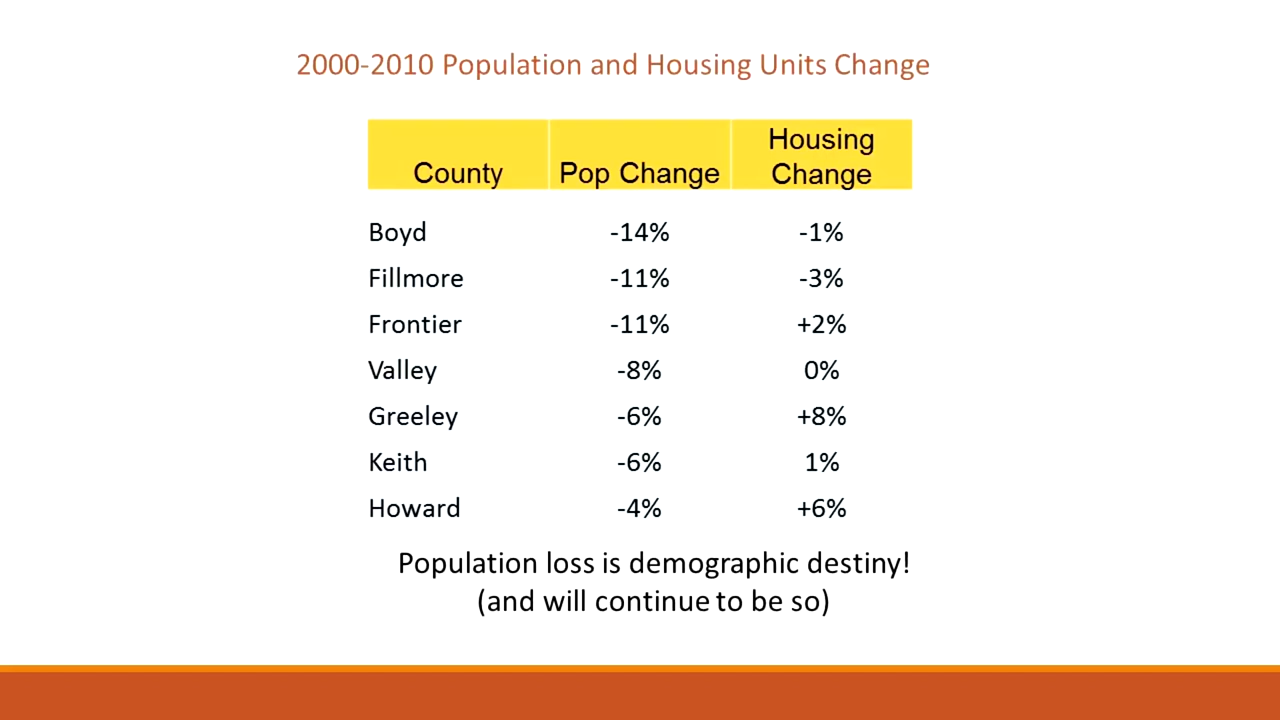 2000-2010 Population and Housing Units Change
County Pop Change Housing Change
Boyd -14% -1%
Fillmore -11% -3%
Frontier -11% +2%
Valley -8% 0%
Greeley -6% +8%
Keith -6% 1%
Howard -4% +6%
Population loss is demographic destiny!
(and will continue to be so)